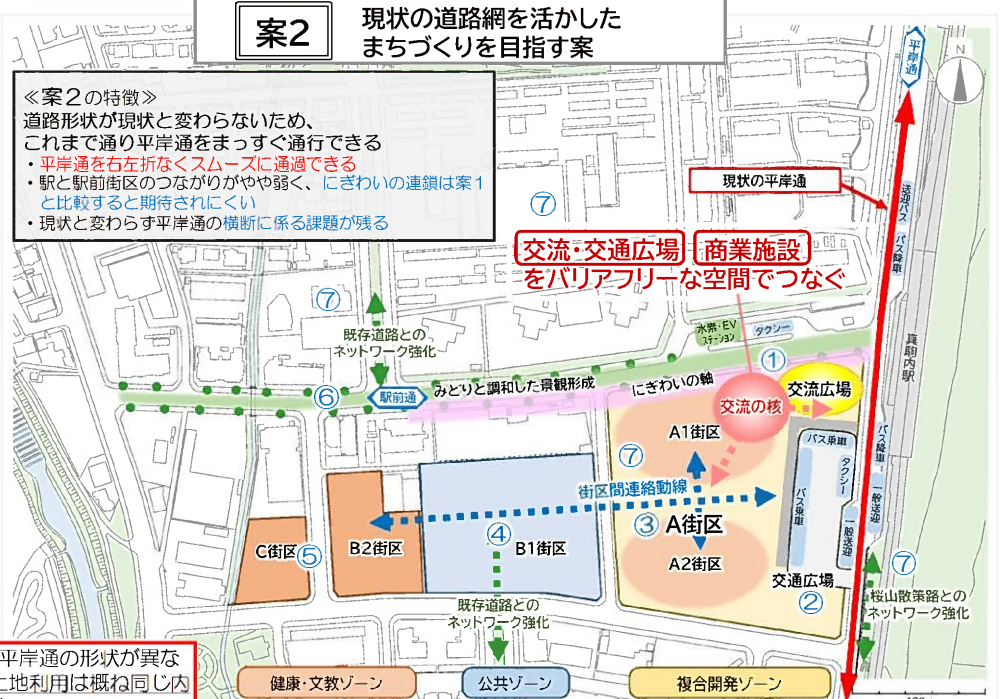 案2
現状の道路網を活かした
まちづくりを目指す案
≪案2の特徴≫
道路形状が現状と変わらないため、
これまで通り平岸通をまっすぐ通行できる
・平岸通を右左折なくスムーズに通過できる
・駅と駅前街区のつながりがやや弱く、にぎわいの連鎖は案1
と比較すると期待されにくい
・現状と変わらず平岸通の横断に係る課題が残る
平岸通
N
現状の平岸通
送迎バス
バス降車
⑦
交流・交通広場 商業施設
をバリアフリーな空間でつなぐ
⑦
既存道路との
ネットワーク強化
水素・EV
ステーション
タクシー
真駒内駅
①
⑥
駅前通
みどりと調和した景観形成
にぎわいの軸
交流の核
交流広場
A1街区
⑦
バス乗車
タクシー
バス乗車
バス降車
一般送迎
一般送迎
街区間連絡動線
③
A街区
④
B1街区
B2街区
C街区
⑤
A2街区
交通広場
②
⑦
桜山散策路との
ネットワーク強化
既存道路との
ネットワーク強化
平岸通の形状が異な
土地利用は概ね同じ内
健康・文教ゾーン
公共ゾーン
複合開発ゾーン